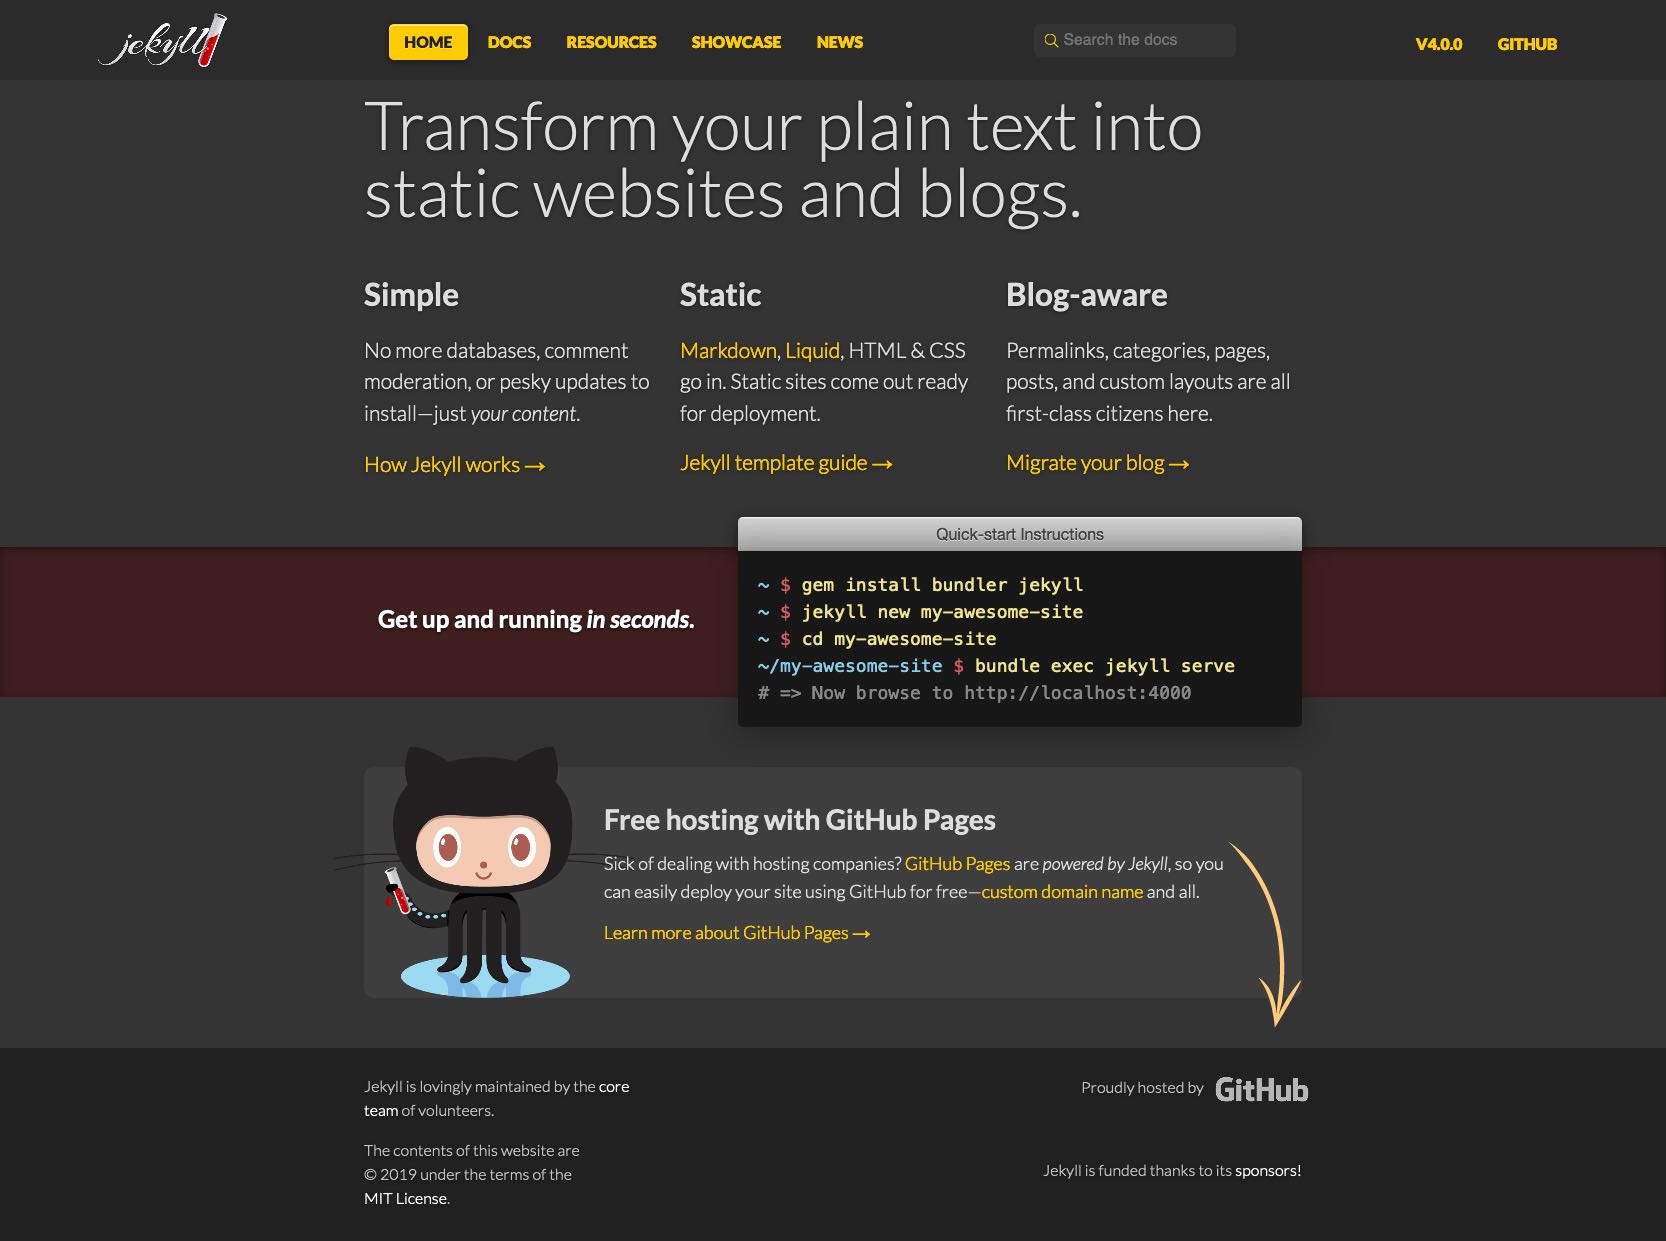 jekyll
HOME DOCS RESOURCES SHOWCASE NEWS
Search the docs
V4.0.0 GITHUB
Transform your plain text into
static websites and blogs.
Simple
No more databases, comment
moderation, or pesky updates to
install—just your content.
How Jekyll works →
Static
Markdown, Liquid, HTML & CSS
go in. Static sites come out ready
for deployment.
Jekyll template guide →
Blog-aware
Permalinks, categories, pages,
posts, and custom layouts are all
first-class citizens here.
Migrate your blog →
Get up and running in seconds.
Quick-start Instructions
~ $ gem install bundler jekyll
~ $ jekyll new my-awesome-site
~ $ cd my-awesome-site
~/my-awesome-site $ bundle exec jekyll serve
# => Now browse to http://localhost:4000
Free hosting with GitHub Pages
Sick of dealing with hosting companies? GitHub Pages are powered by Jekyll, so you
can easily deploy your site using GitHub for free—custom domain name and all.
Learn more about GitHub Pages →
Jekyll is lovingly maintained by the core
team of volunteers.
The contents of this website are
© 2019 under the terms of the
MIT License.
Proudly hosted by GitHub
Jekyll is funded thanks to its sponsors!